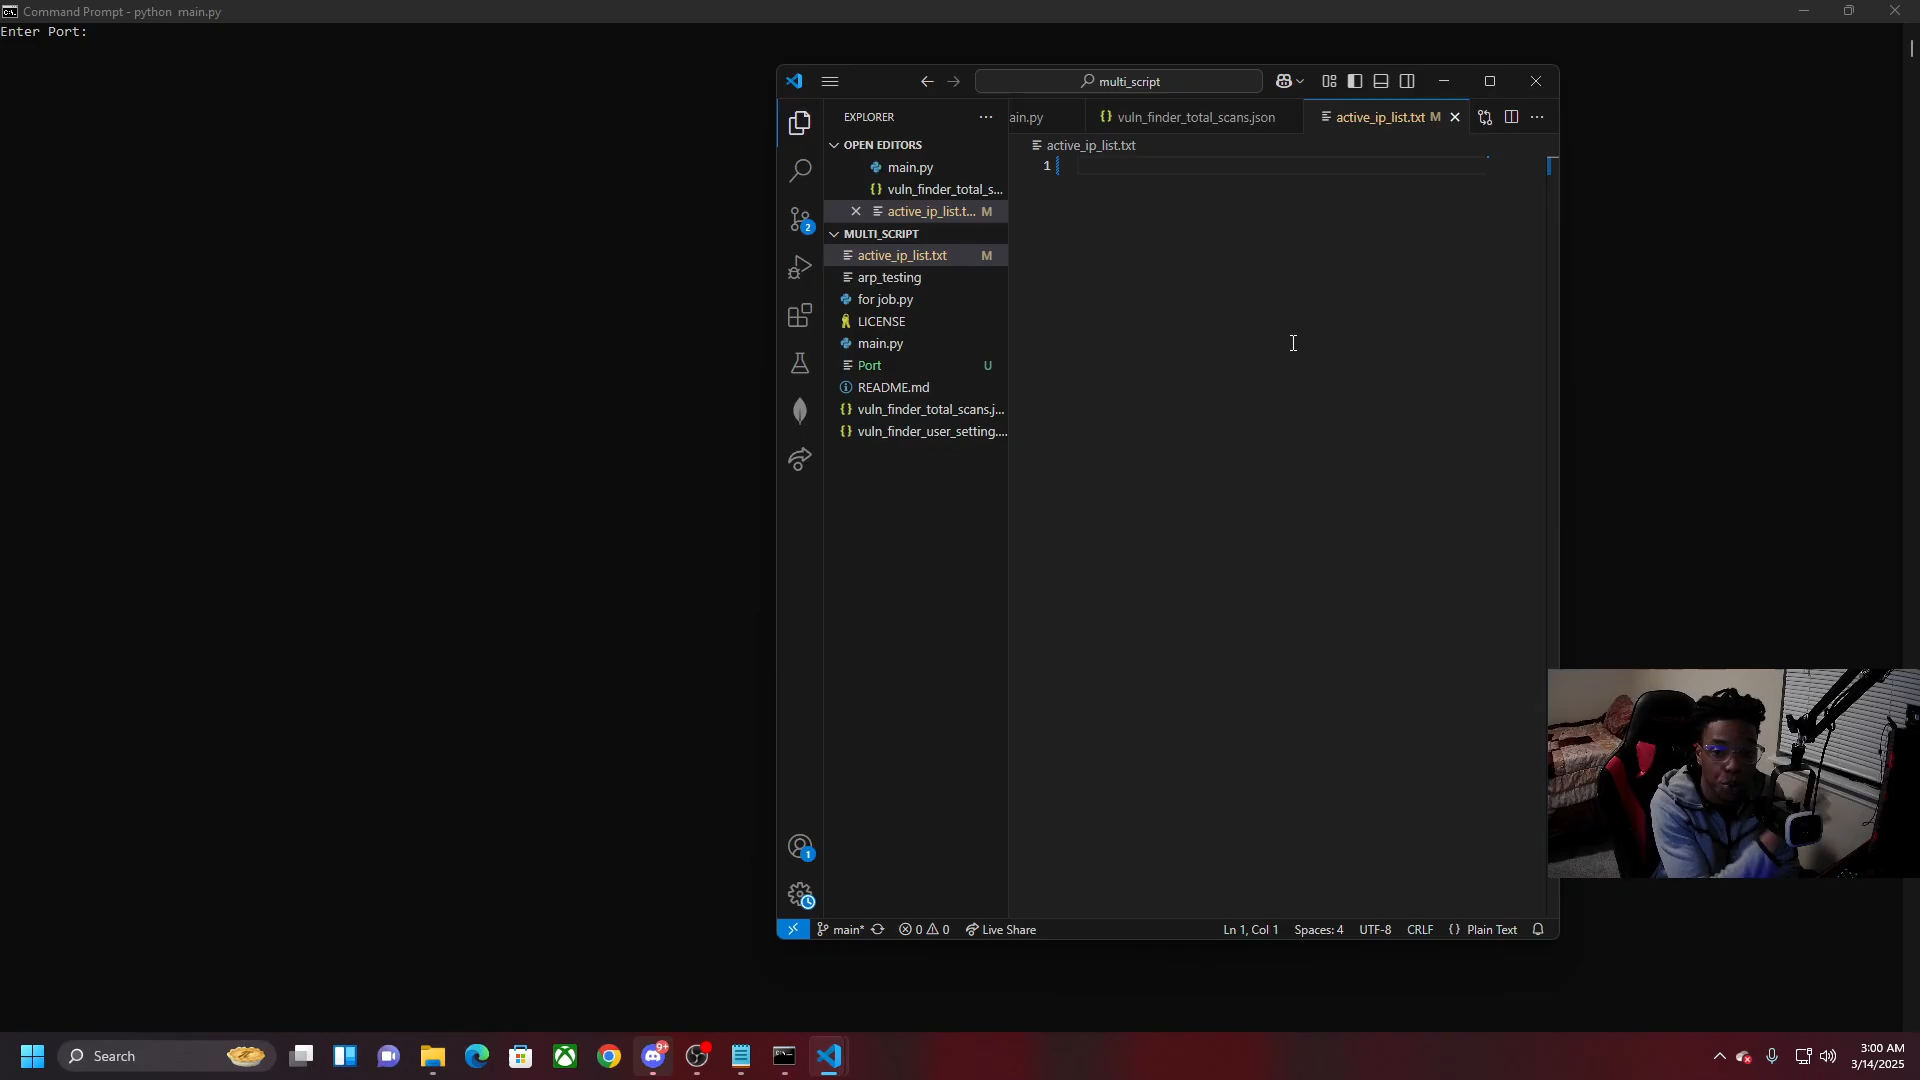 Command Prompt - python  main.py
Enter Port:
multi_script
EXPLORER
ain.py
vuln_finder_total_scans.json
active_ip_list.txt M
OPEN EDITORS
active_ip_list.txt
main.py
1
vuln_finder_total_s...
active_ip_list.t... M
MULTI_SCRIPT
active_ip_list.txt M
arp_testing
for job.py
LICENSE
main.py
Port U
README.md
vuln_finder_total_scans.j...
vuln_finder_user_setting....
2
1
main*
0 0
Live Share
Ln 1, Col 1
Spaces: 4
UTF-8
CRLF
Plain Text
Search
9+
3:00 AM
3/14/2025